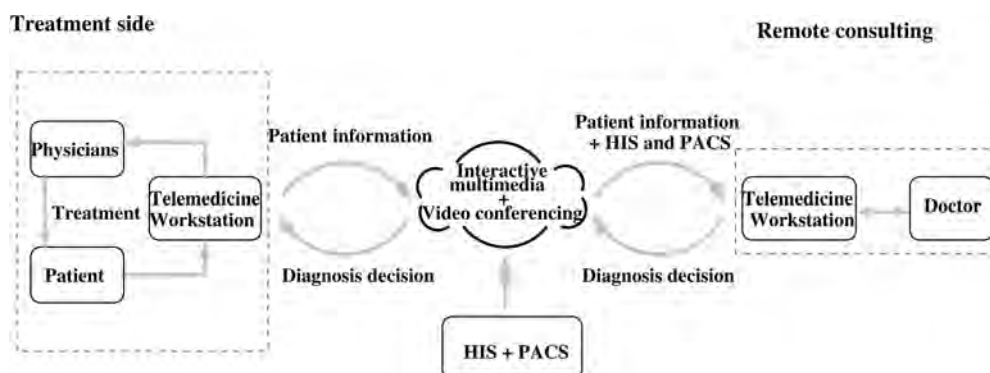 Treatment side
Remote consulting
Physicians
Treatment
Patient
Telemedicine
Workstation
Patient information
Diagnosis decision
Interactive
multimedia
+
Video conferencing
HIS + PACS
Patient information
+ HIS and PACS
Diagnosis decision
Telemedicine
Workstation
Doctor